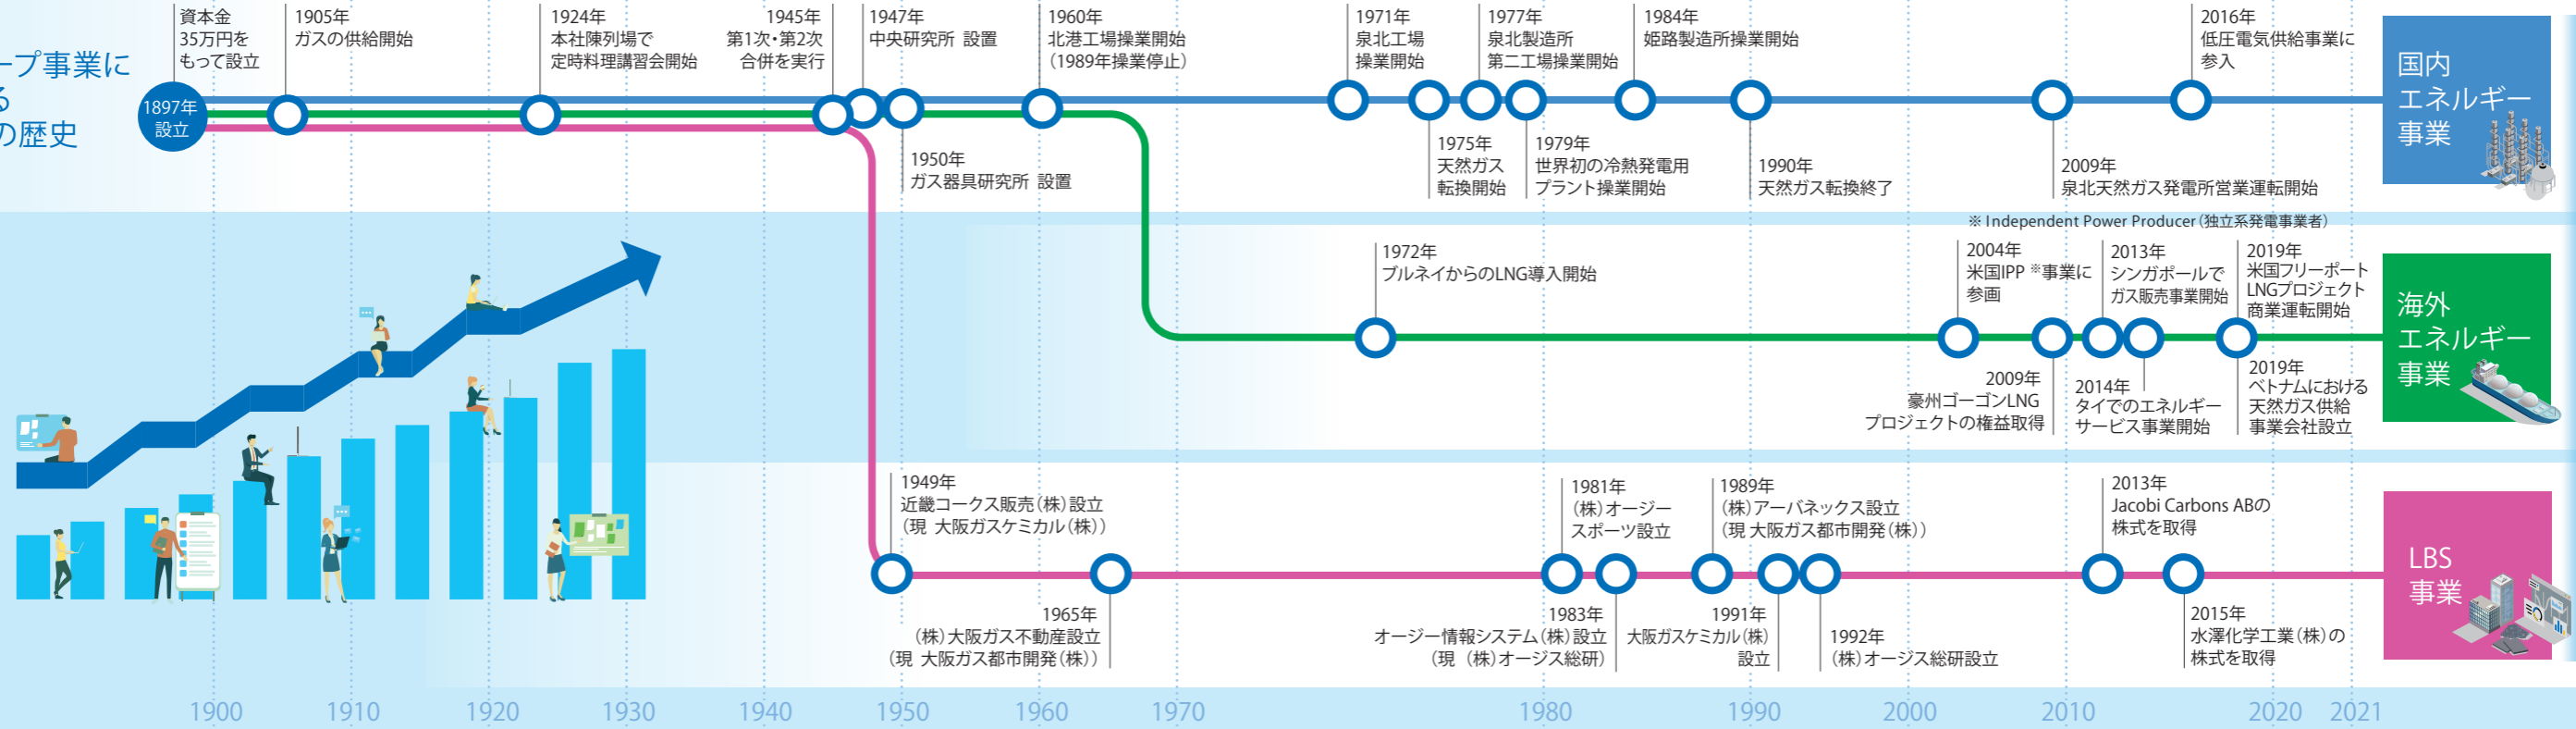 ープ事業に
る
の歴史
1897年
設立
資本金
35万円を
もって設立
1905年
ガスの供給開始
1924年
本社陳列場で
定時料理講習会開始
1945年
第1次・第2次
合併を実行
1947年
中央研究所 設置
1950年
ガス器具研究所 設置
1960年
北港工場操業開始
（1989年操業停止）
1971年
泉北工場
操業開始
1975年
天然ガス
転換開始
1977年
泉北製造所
第二工場操業開始
1979年
世界初の冷熱発電用
プラント操業開始
1984年
姫路製造所操業開始
1990年
天然ガス転換終了
2009年
泉北天然ガス発電所営業運転開始
2016年
低圧電気供給事業に
参入
国内
エネルギー
事業
※ Independent Power Producer（独立系発電事業者）
1972年
ブルネイからのLNG導入開始
2004年
米国IPP ※事業に
参画
2009年
豪州ゴーゴンLNG
プロジェクトの権益取得
2013年
シンガポールで
ガス販売事業開始
2014年
タイでのエネルギー
サービス事業開始
2019年
米国フリーポート
LNGプロジェクト
商業運転開始
2019年
ベトナムにおける
天然ガス供給
事業会社設立
海外
エネルギー
事業
1949年
近畿コークス販売（株）設立
（現 大阪ガスケミカル（株））
1965年
（株）大阪ガス不動産設立
（現 大阪ガス都市開発（株））
1981年
（株）オージー
スポーツ設立
1983年
オージー情報システム（株）設立
（現 （株）オージス総研）
1989年
（株）アーバネックス設立
（現 大阪ガス都市開発（株））
1991年
大阪ガスケミカル（株）
設立
1992年
（株）オージス総研設立
2013年
Jacobi Carbons ABの
株式を取得
2015年
水澤化学工業（株）の
株式を取得
LBS
事業
1900
1910
1920
1930
1940
1950
1960
1970
1980
1990
2000
2010
2020
2021